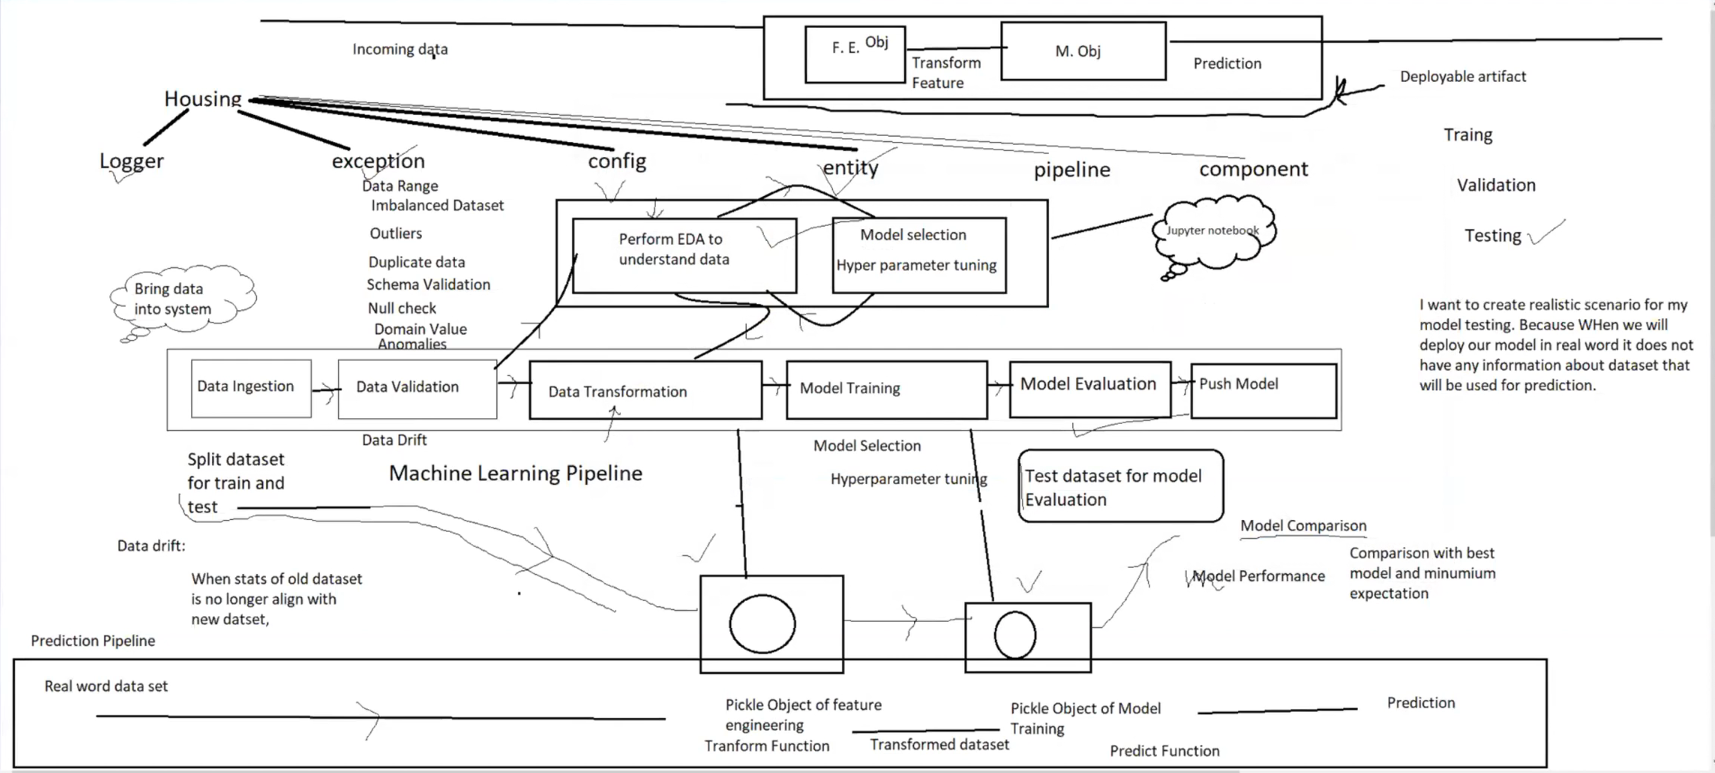 Incoming data
F. E. Obj
Transform
Feature
M. Obj
Prediction
Deployable artifact
Housing
Logger
exception
config
entity
pipeline
component
Traing
Validation
Testing
Data Range
Imbalanced Dataset
Outliers
Duplicate data
Schema Validation
Null check
Domain Value
Anomalies
Bring data
into system
Perform EDA to
understand data
Model selection
Hyper parameter tuning
Jupyter notebook
I want to create realistic scenario for my
model testing. Because WHen we will
deploy our model in real word it does not
have any information about dataset that
will be used for prediction.
Data Ingestion
Data Validation
Data Transformation
Model Training
Model Evaluation
Push Model
Data Drift
Machine Learning Pipeline
Model Selection
Hyperparameter tuning
Test dataset for model
Evaluation
Split dataset
for train and
test
Data drift:
When stats of old dataset
is no longer align with
new datset,
Model Comparison
Model Performance
Comparison with best
model and minumium
expectation
Prediction Pipeline
Real word data set
Pickle Object of feature
engineering
Tranform Function
Transformed dataset
Pickle Object of Model
Training
Predict Function
Prediction